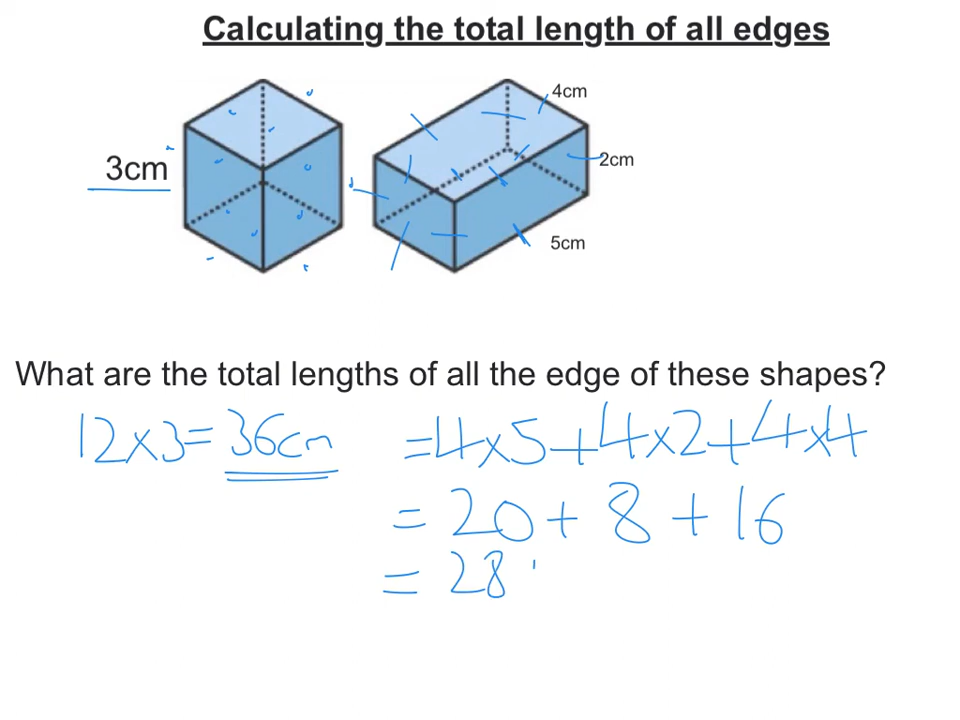 Calculating the total length of all edges
4cm
3cm
2cm
5cm
What are the total lengths of all the edge of these shapes?
12x3=36cm
=4x5+4x2+4x4
=20+8+16
=28